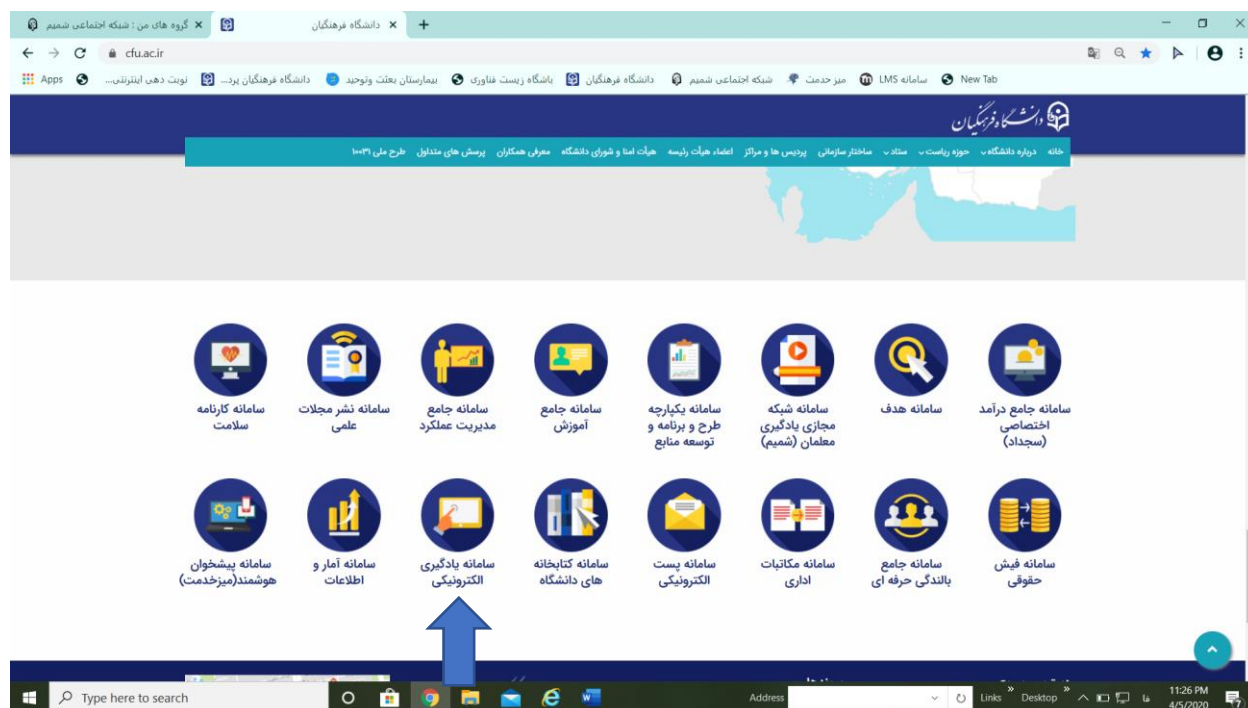 گروه های من : شبکه اجتماعی شمیم
دانشگاه فرهنگیان
cfu.ac.ir
Apps
نوبت دهی اینترنتی...
دانشگاه فرهنگیان پرد...
بیمارستان بعثت وتوحید
باشگاه زیست فناوری
دانشگاه فرهنگیان
شبکه اجتماعی شمیم
میز خدمت
سامانه LMS
New Tab
دانشگاه فرهنگیان
خانه درباره دانشگاه حوزه ریاست ستاد ساختار سازمانی پردیس ها و مراکز اعضاء هیأت رئیسه هیأت امنا و شورای دانشگاه معرفی همکاران پرسش های متداول طرح ملی ۱۰۰۳۱
سامانه جامع درآمد
اختصاصی
(سجداد)
سامانه هدف
سامانه شبکه
مجازی یادگیری
معلمان (شمیم)
سامانه یکپارچه
طرح و برنامه و
توسعه منابع
سامانه جامع
آموزش
سامانه جامع
مدیریت عملکرد
سامانه نشر مجلات
علمی
سامانه کارنامه
سلامت
سامانه فیش
حقوقی
سامانه جامع
بالندگی حرفه ای
سامانه مکاتبات
اداری
سامانه پست
الکترونیکی
سامانه کتابخانه
های دانشگاه
سامانه یادگیری
الکترونیکی
سامانه آمار و
اطلاعات
سامانه پیشخوان
هوشمند(میزخدمت)
Type here to search
Address
Links
Desktop
فا
11:26 PM
4/5/2020